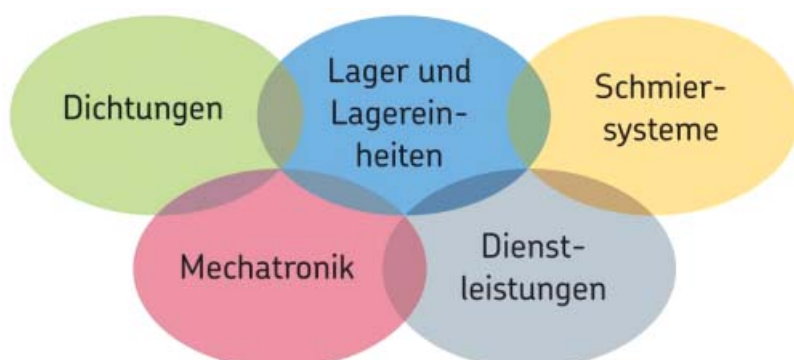 Dichtungen
Lager und
Lagerein-
heiten
Schmier-
systeme
Mechatronik
Dienst-
leistungen